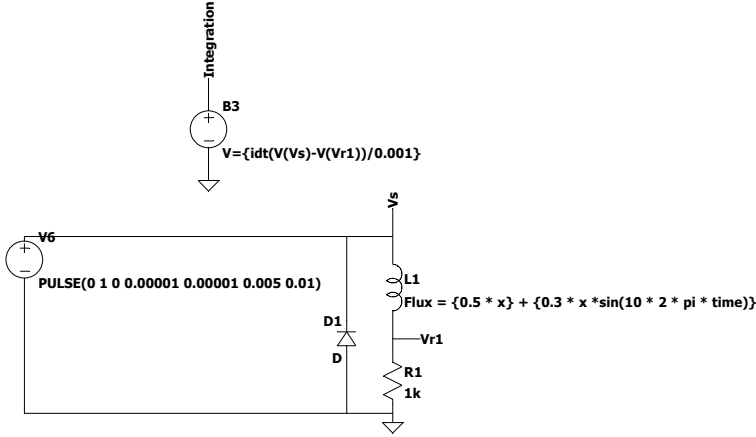 Integration
B3
V={idt(V(Vs)-V(Vr1))/0.001}
Vs
V6
PULSE(0 1 0 0.00001 0.00001 0.005 0.01)
L1
Flux = {0.5 * x} + {0.3 * x *sin(10 * 2 * pi * time)}
D1
Vr1
D
R1
1k